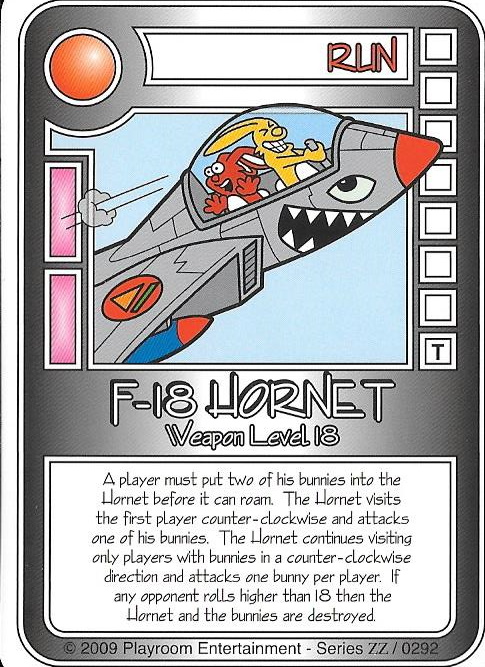 RUN
T
F-18 HORNET
Weapon Level 18
A player must put two of his bunnies into the
Hornet before it can roam. The Hornet visits
the first player counter-clockwise and attacks
one of his bunnies. The Hornet continues visiting
only players with bunnies in a counter-clockwise
direction and attacks one bunny per player. If
any opponent rolls higher than 18 then the
Hornet and the bunnies are destroyed.
© 2009 Playroom Entertainment - Series ZZ / 0292